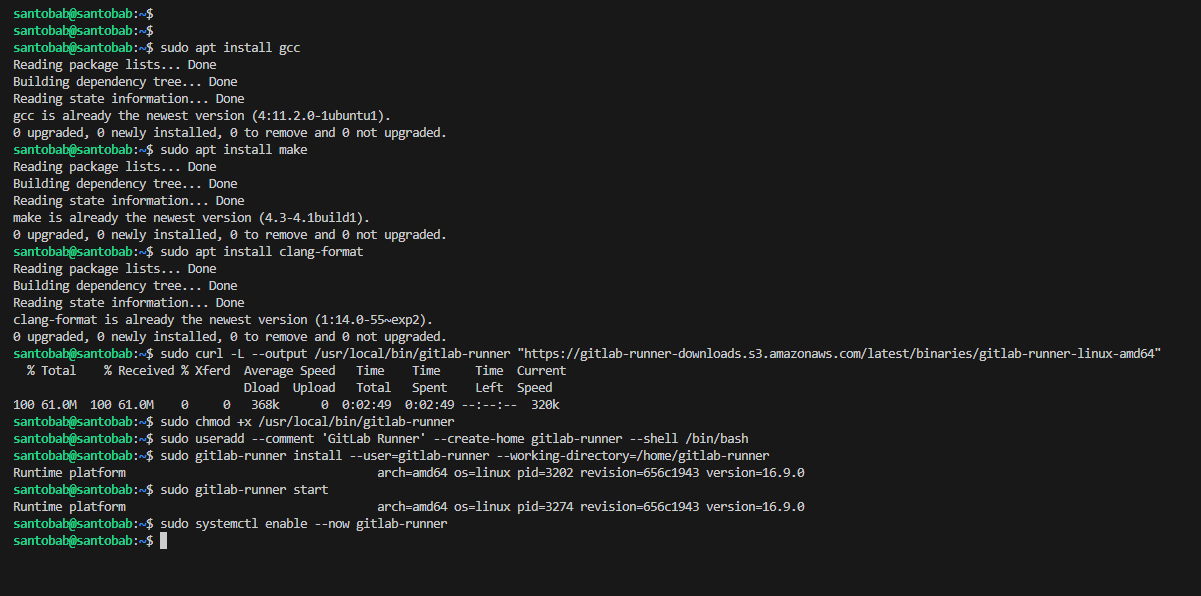 santobab@santobab:~$
santobab@santobab:~$
santobab@santobab:~$ sudo apt install gcc
Reading package lists... Done
Building dependency tree... Done
Reading state information... Done
gcc is already the newest version (4:11.2.0-1ubuntu1).
0 upgraded, 0 newly installed, 0 to remove and 0 not upgraded.
santobab@santobab:~$ sudo apt install make
Reading package lists... Done
Building dependency tree... Done
Reading state information... Done
make is already the newest version (4.3-4.1build1).
0 upgraded, 0 newly installed, 0 to remove and 0 not upgraded.
santobab@santobab:~$ sudo apt install clang-format
Reading package lists... Done
Building dependency tree... Done
Reading state information... Done
clang-format is already the newest version (1:14.0-55~exp2).
0 upgraded, 0 newly installed, 0 to remove and 0 not upgraded.
santobab@santobab:~$ sudo curl -L --output /usr/local/bin/gitlab-runner "https://gitlab-runner-downloads.s3.amazonaws.com/latest/binaries/gitlab-runner-linux-amd64"
  % Total    % Received % Xferd  Average Speed   Time    Time     Time  Current
                                 Dload  Upload   Total   Spent    Left  Speed
100 61.0M  100 61.0M    0     0   368k      0  0:02:49  0:02:49 --:--:--  320k
santobab@santobab:~$ sudo chmod +x /usr/local/bin/gitlab-runner
santobab@santobab:~$ sudo useradd --comment 'GitLab Runner' --create-home gitlab-runner --shell /bin/bash
santobab@santobab:~$ sudo gitlab-runner install --user=gitlab-runner --working-directory=/home/gitlab-runner
Runtime platform                                    arch=amd64 os=linux pid=3202 revision=656c1943 version=16.9.0
santobab@santobab:~$ sudo gitlab-runner start
Runtime platform                                    arch=amd64 os=linux pid=3274 revision=656c1943 version=16.9.0
santobab@santobab:~$ sudo systemctl enable --now gitlab-runner
santobab@santobab:~$